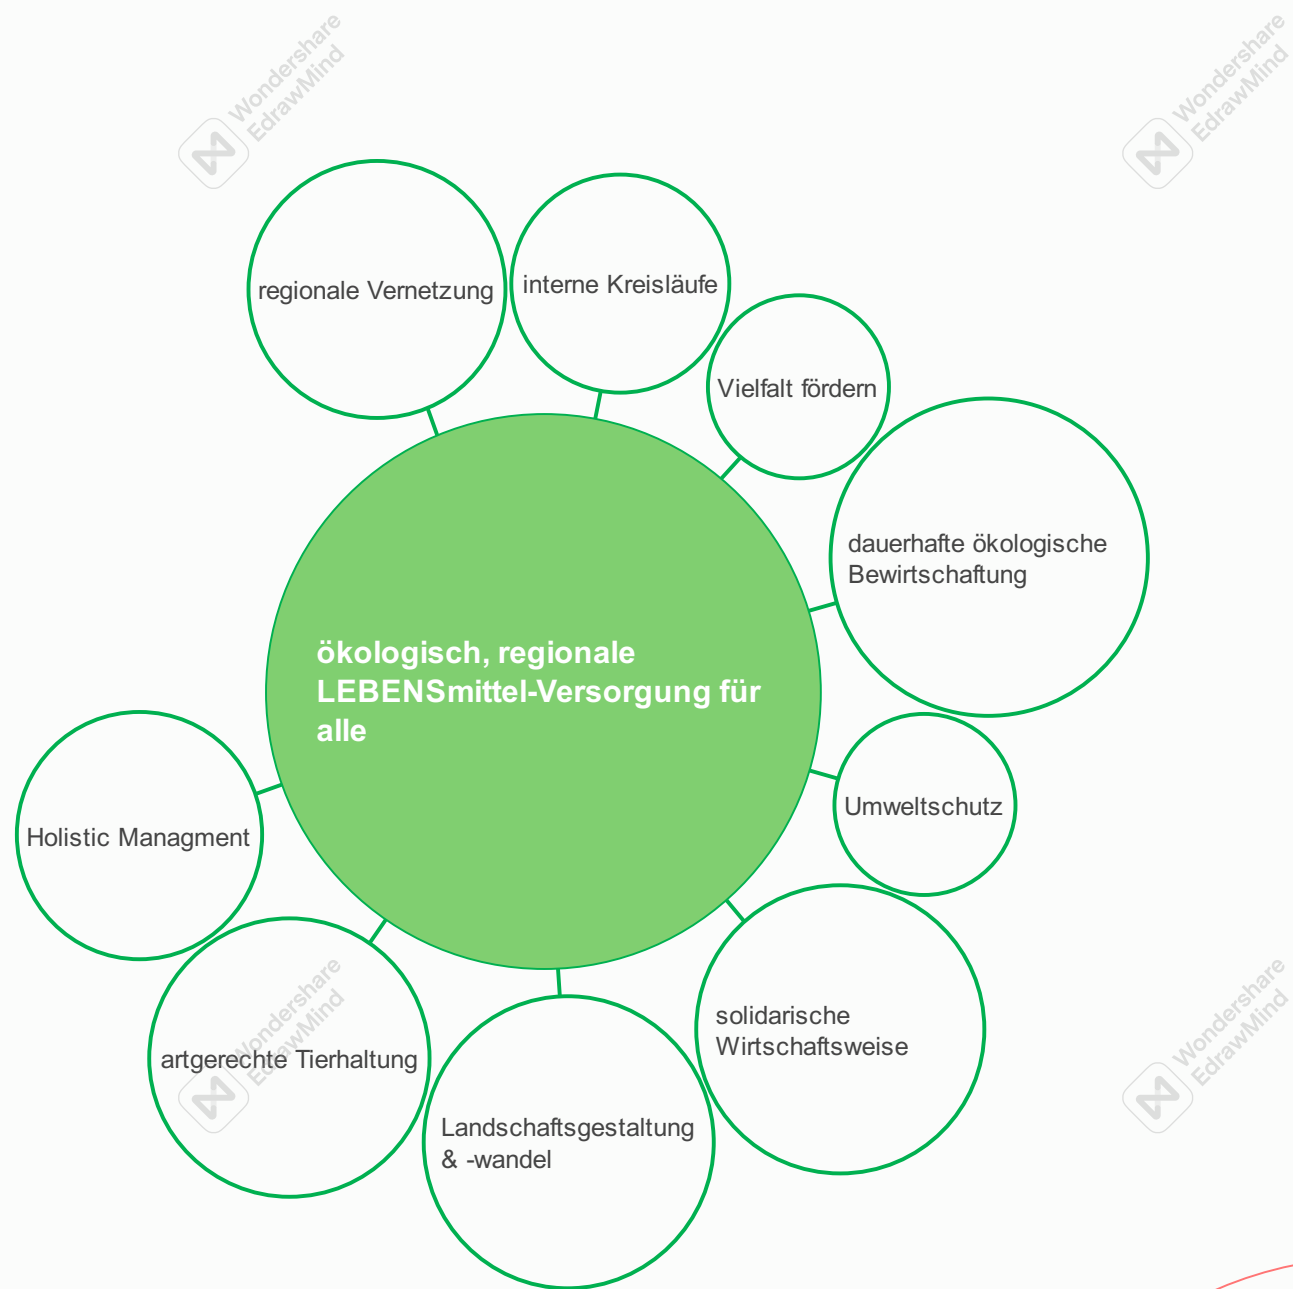 Wondershare
EdrawMind
Wondershare
EdrawMind
regionale Vernetzung
interne Kreisläufe
Vielfalt fördern
dauerhafte ökologische
Bewirtschaftung
ökologisch, regionale
LEBENSmittel-Versorgung für
alle
Umweltschutz
Holistic Managment
solidarische
Wirtschaftsweise
artgerechte Tierhaltung
Landschaftsgestaltung
& -wandel
Wondershare
EdrawMind
Wondershare
EdrawMind